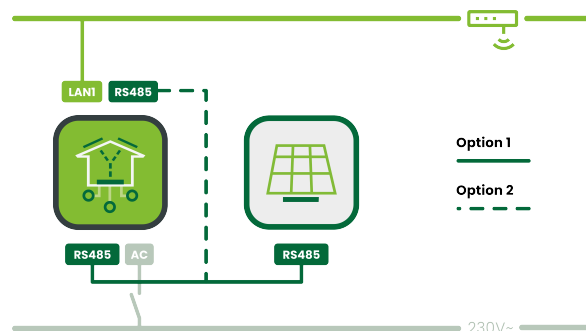 LAN1 RS485
Option 1
Option 2
RS485 AC RS485
230V~